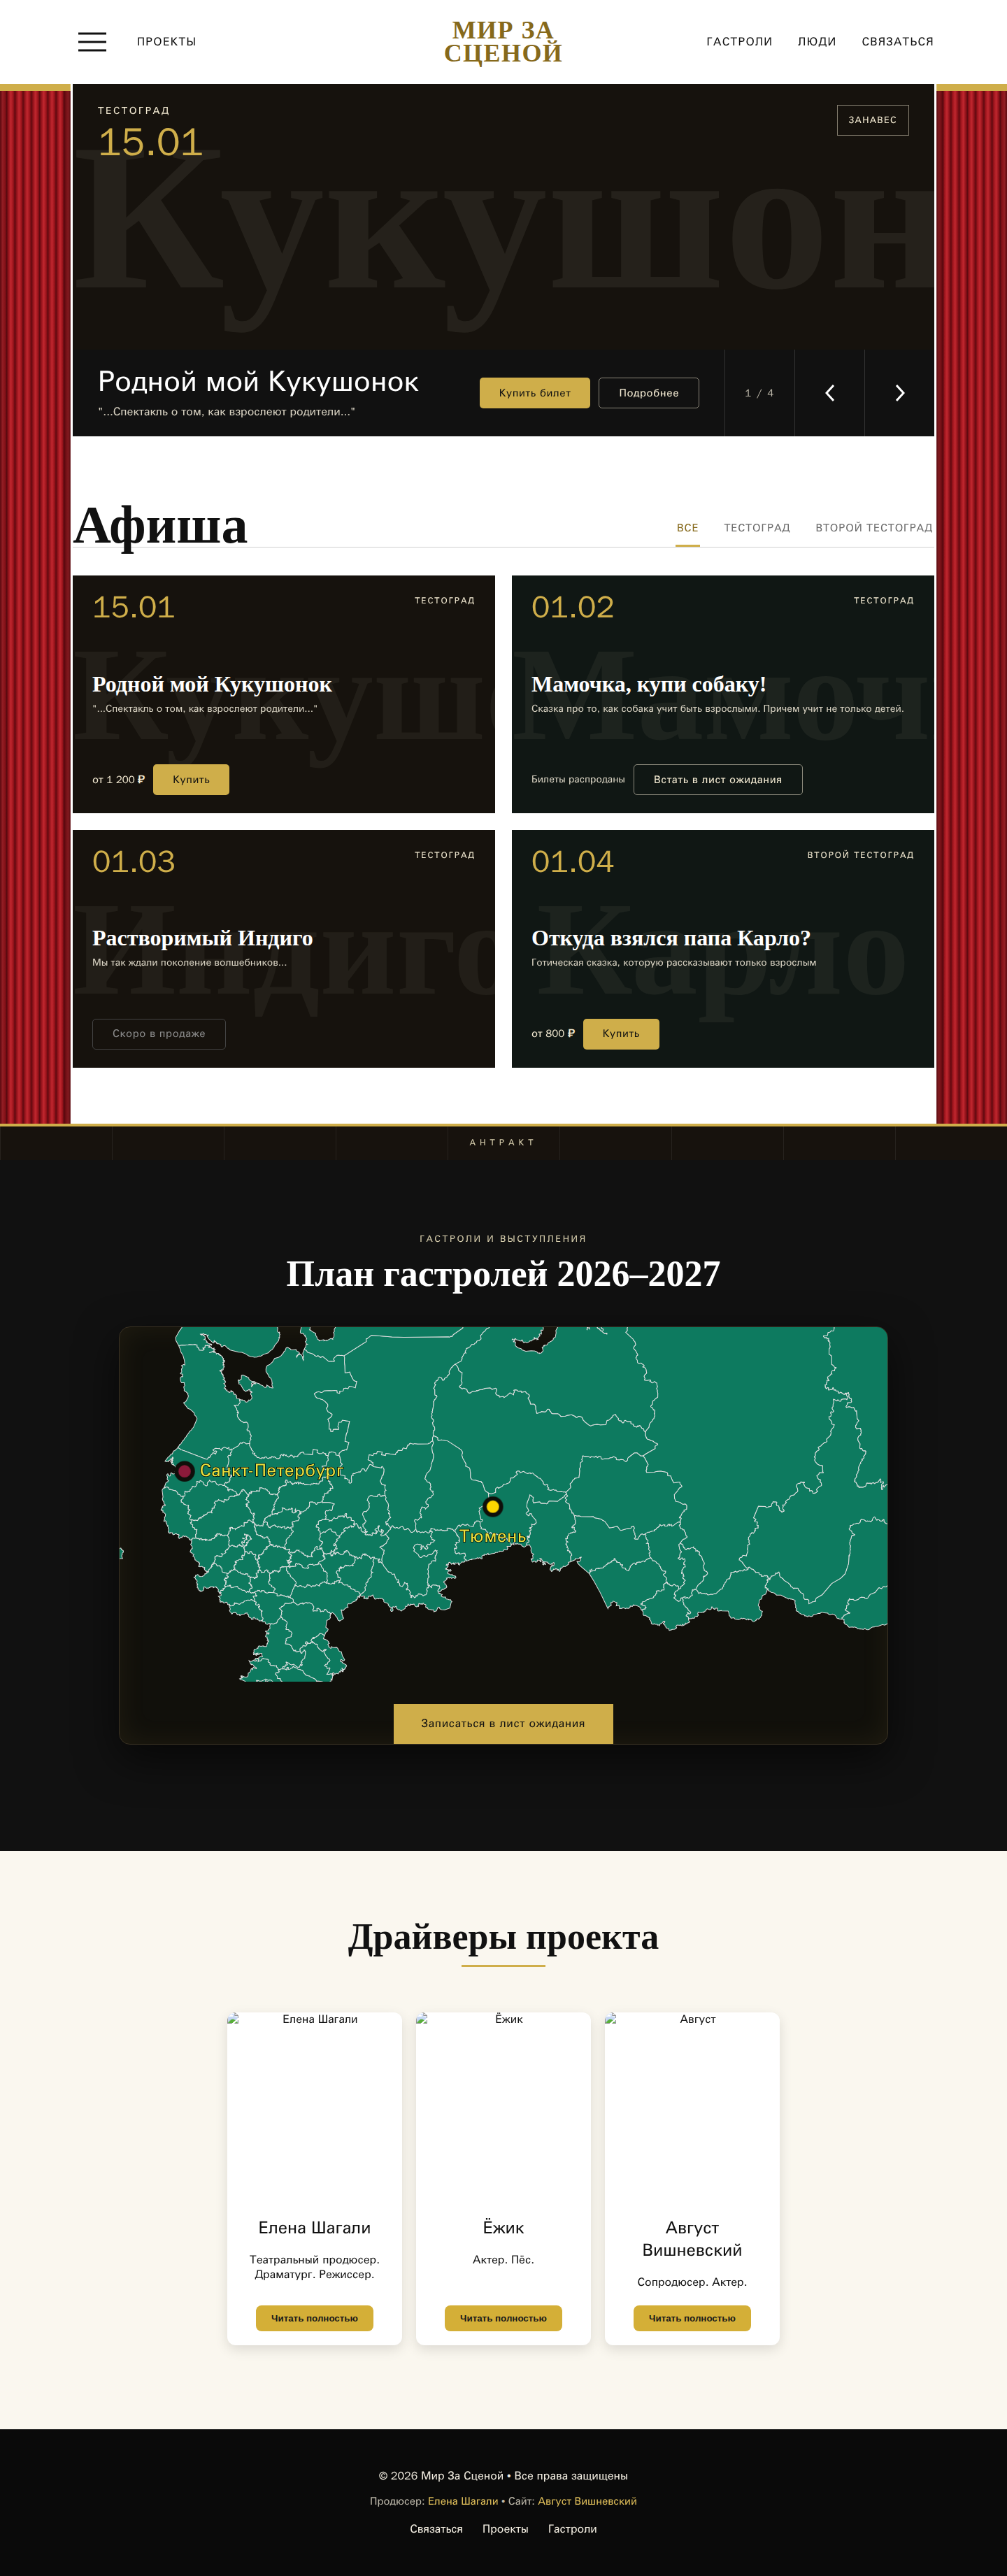 ПРОЕКТЫ
МИР ЗА
СЦЕНОЙ
ГАСТРОЛИ
ЛЮДИ
СВЯЗАТЬСЯ
ТЕСТОГРАД
15.01
ЗАНАВЕС
Кукушон
Родной мой Кукушонок
"...Спектакль о том, как взрослеют родители..."
Купить билет
Подробнее
1 / 4
Афиша
ВСЕ
ТЕСТОГРАД
ВТОРОЙ ТЕСТОГРАД
15.01
ТЕСТОГРАД
Кукуш
Родной мой Кукушонок
"...Спектакль о том, как взрослеют родители..."
от 1 200 ₽
Купить
01.02
ТЕСТОГРАД
Мамоч
Мамочка, купи собаку!
Сказка про то, как собака учит быть взрослыми. Причем учит не только детей.
Билеты распроданы
Встать в лист ожидания
01.03
ТЕСТОГРАД
Индиго
Растворимый Индиго
Мы так ждали поколение волшебников...
Скоро в продаже
01.04
ВТОРОЙ ТЕСТОГРАД
Карло
Откуда взялся папа Карло?
Готическая сказка, которую рассказывают только взрослым
от 800 ₽
Купить
АНТРАКТ
ГАСТРОЛИ И ВЫСТУПЛЕНИЯ
План гастролей 2026–2027
Санкт-Петербург
Тюмень
Записаться в лист ожидания
Драйверы проекта
Елена Шагали
Елена Шагали
Театральный продюсер.
Драматург. Режиссер.
Читать полностью
Ёжик
Ёжик
Актер. Пёс.
Читать полностью
Август
Август
Вишневский
Сопродюсер. Актер.
Читать полностью
© 2026 Мир За Сценой • Все права защищены
Продюсер: Елена Шагали • Сайт: Август Вишневский
Связаться
Проекты
Гастроли